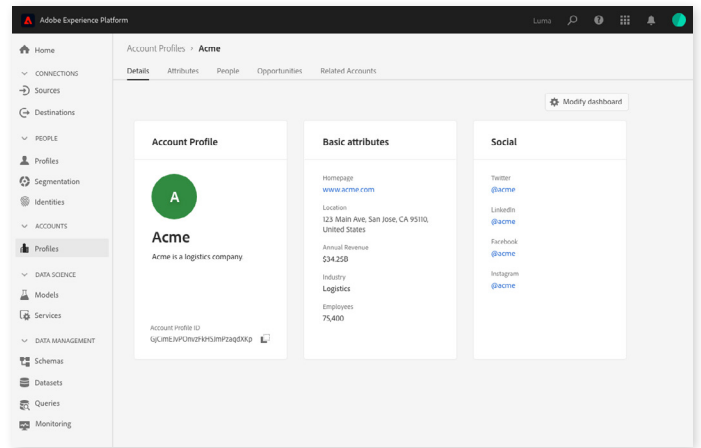 Adobe Experience Platform
Luma
Home
CONNECTIONS
Sources
Destinations
PEOPLE
Profiles
Segmentation
Identities
ACCOUNTS
Profiles
DATA SCIENCE
Models
Services
DATA MANAGEMENT
Schemas
Datasets
Queries
Monitoring
Account Profiles › Acme
Details Attributes People Opportunities Related Accounts
Modify dashboard
Account Profile
A
Acme
Acme is a logistics company
Account Profile ID
Basic attributes
Homepage
www.acme.com
Location
123 Main Ave, San Jose, CA 95110,
United States
Annual Revenue
$34.25B
Industry
Logistics
Employees
75,400
Social
Twitter
@acme
LinkedIn
@acme
Facebook
@acme
Instagram
@acme